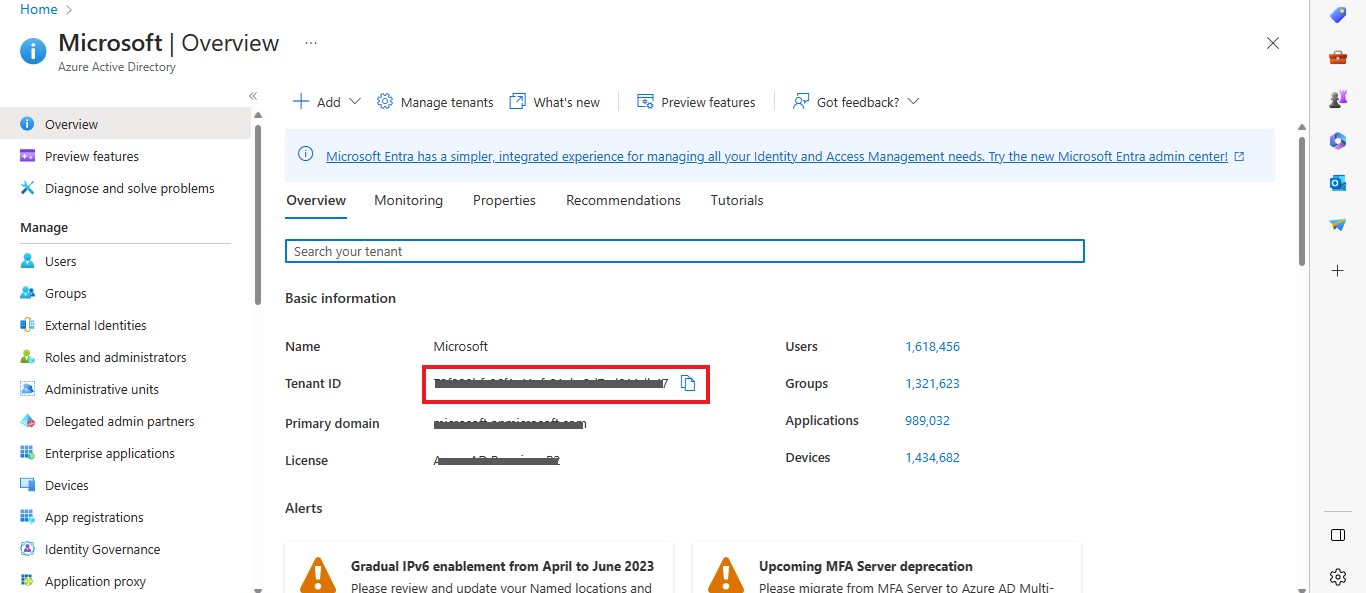 Home
Microsoft | Overview ...
Azure Active Directory
Add
Manage tenants
What's new
Preview features
Got feedback?
Overview
Preview features
Diagnose and solve problems
Manage
Users
Groups
External Identities
Roles and administrators
Administrative units
Delegated admin partners
Enterprise applications
Devices
App registrations
Identity Governance
Application proxy
Microsoft Entra has a simpler, integrated experience for managing all your Identity and Access Management needs. Try the new Microsoft Entra admin center!
Overview Monitoring Properties Recommendations Tutorials
Search your tenant
Basic information
Name Microsoft
Tenant ID
Primary domain
License
Users 1,618,456
Groups 1,321,623
Applications 989,032
Devices 1,434,682
Alerts
Gradual IPv6 enablement from April to June 2023
Please review and update your Named locations and
Upcoming MFA Server deprecation
Please migrate from MFA Server to Azure AD Multi-